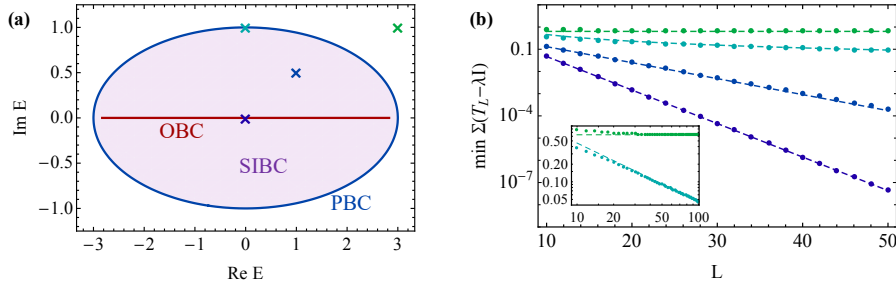 (a)
1.0
0.5
0.0
−0.5
−1.0
Im E
OBC
SIBC
PBC
−3 −2 −1 0 1 2 3
Re E
(b)
0.1
10⁻⁴
10⁻⁷
min Σ(T_L−λI)
0.50
0.10
0.05
10 20 50 100
10 20 30 40 50
L